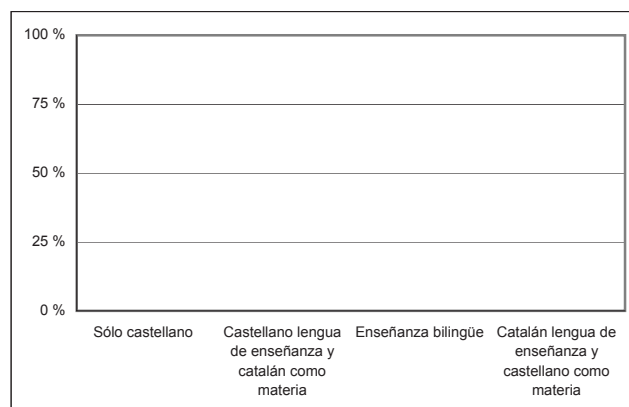 100 %
75 %
50 %
25 %
0 %
Sólo castellano
Castellano lengua
de enseñanza y
catalán como
materia
Enseñanza bilingüe
Catalán lengua de
enseñanza y
castellano como
materia